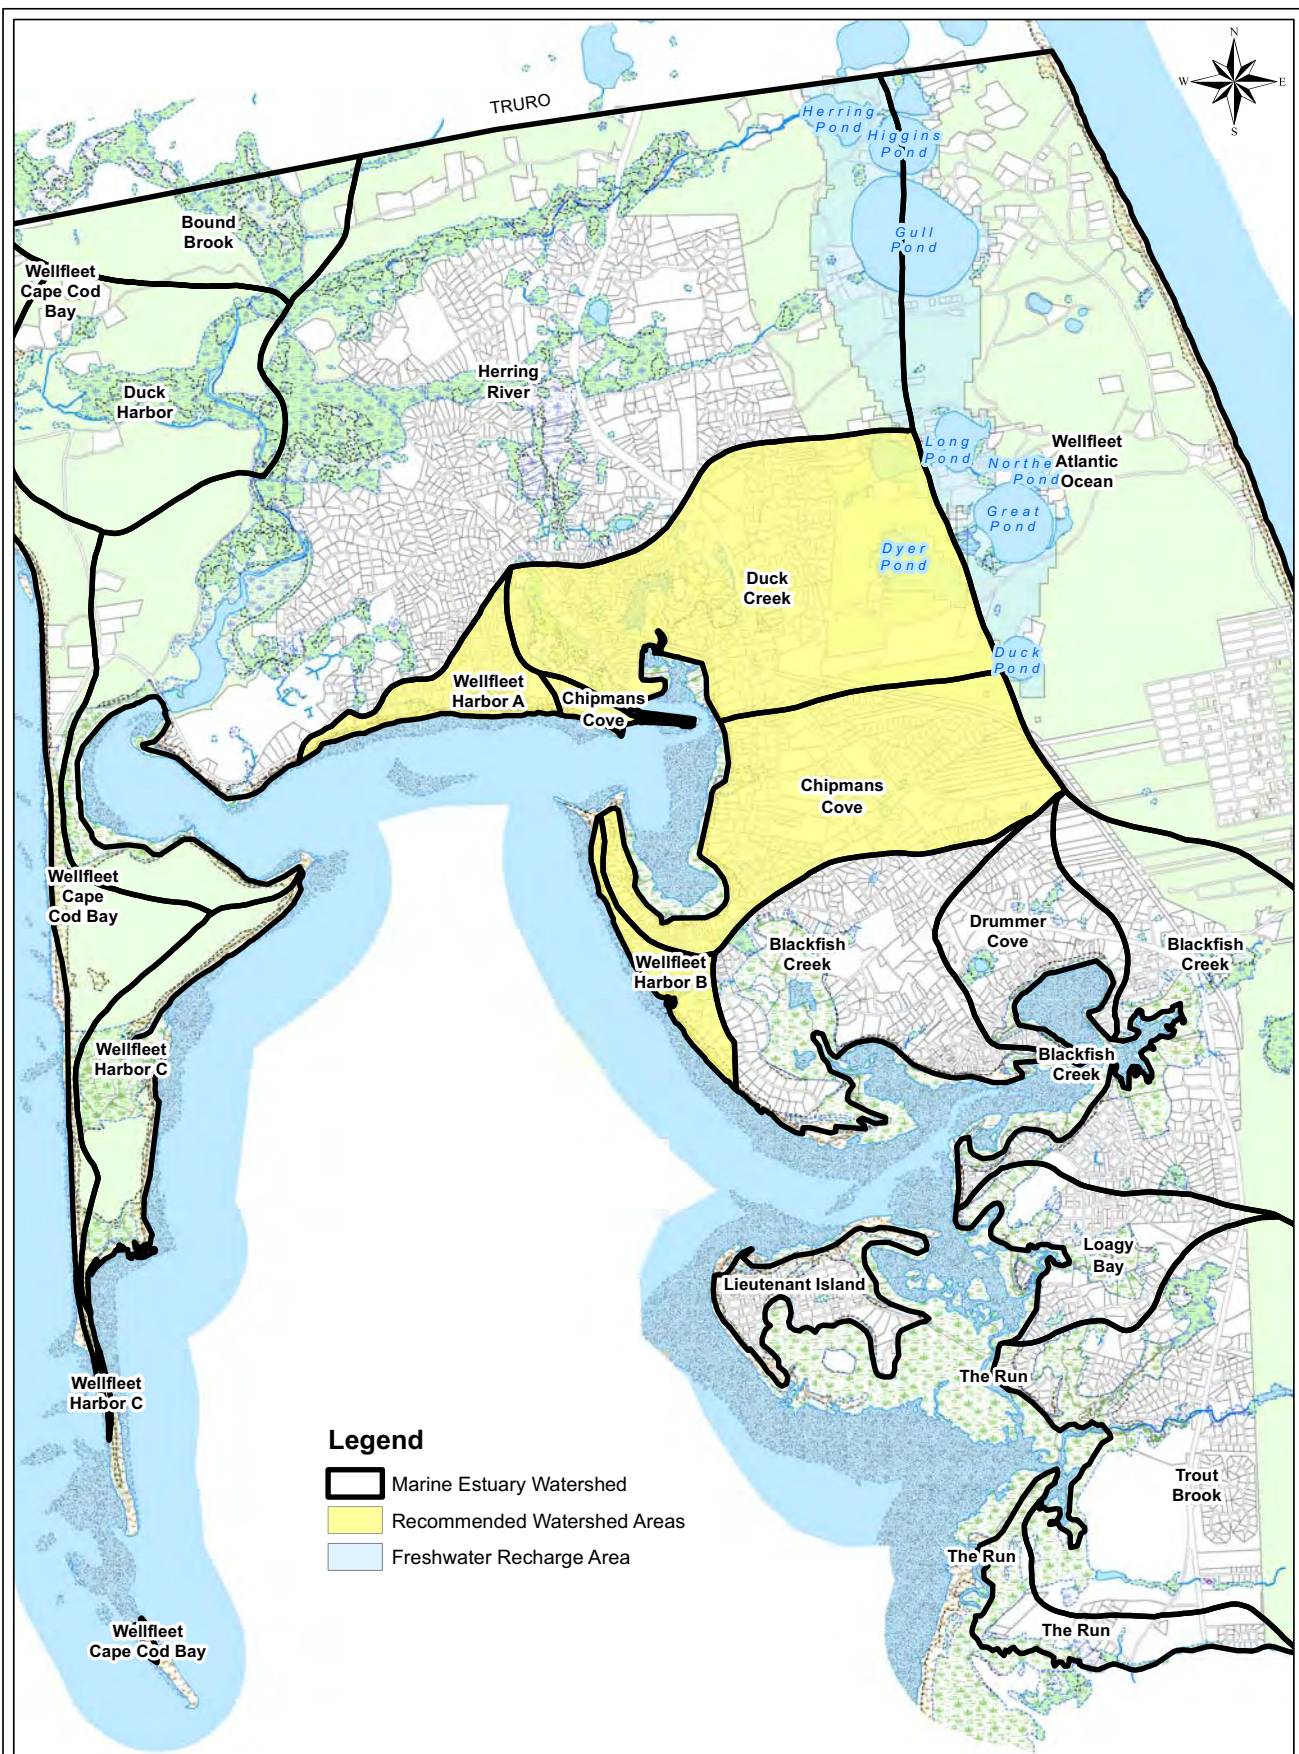 N
W
E
S
TRURO
Herring
Pond
Higgins
Pond
Bound
Brook
Gull
Pond
Wellfleet
Cape Cod
Bay
Herring
River
Duck
Harbor
Long
Pond
Wellfleet
Atlantic
Ocean
Northe
Pond
Great
Pond
Dyer
Pond
Duck
Creek
Duck
Pond
Wellfleet
Harbor A
Chipmans
Cove
Chipmans
Cove
Wellfleet
Cape
Cod Bay
Drummer
Cove
Blackfish
Creek
Blackfish
Creek
Wellfleet
Harbor B
Wellfleet
Harbor C
Blackfish
Creek
Loagy
Bay
Lieutenant Island
The Run
Wellfleet
Harbor C
Legend
Marine Estuary Watershed
Recommended Watershed Areas
Freshwater Recharge Area
Trout
Brook
The Run
The Run
Wellfleet
Cape Cod Bay